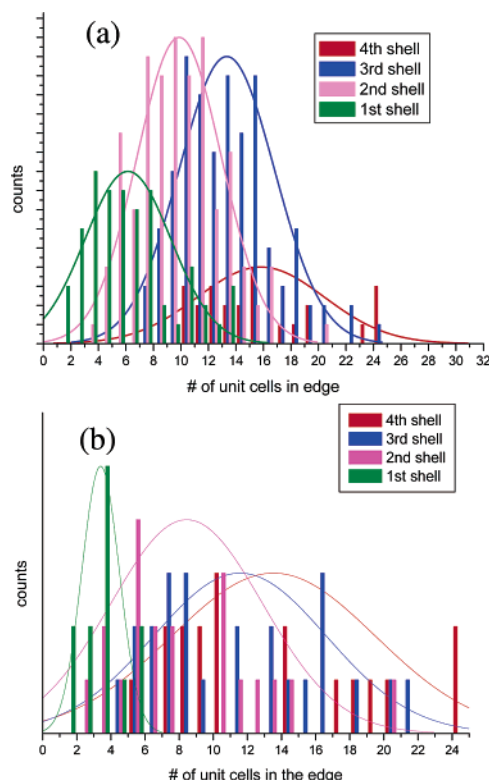 (a)
4th shell
3rd shell
2nd shell
1st shell
counts
0 2 4 6 8 10 12 14 16 18 20 22 24 26 28 30 32
# of unit cells in edge
(b)
4th shell
3rd shell
2nd shell
1st shell
counts
0 2 4 6 8 10 12 14 16 18 20 22 24
# of unit cells in the edge